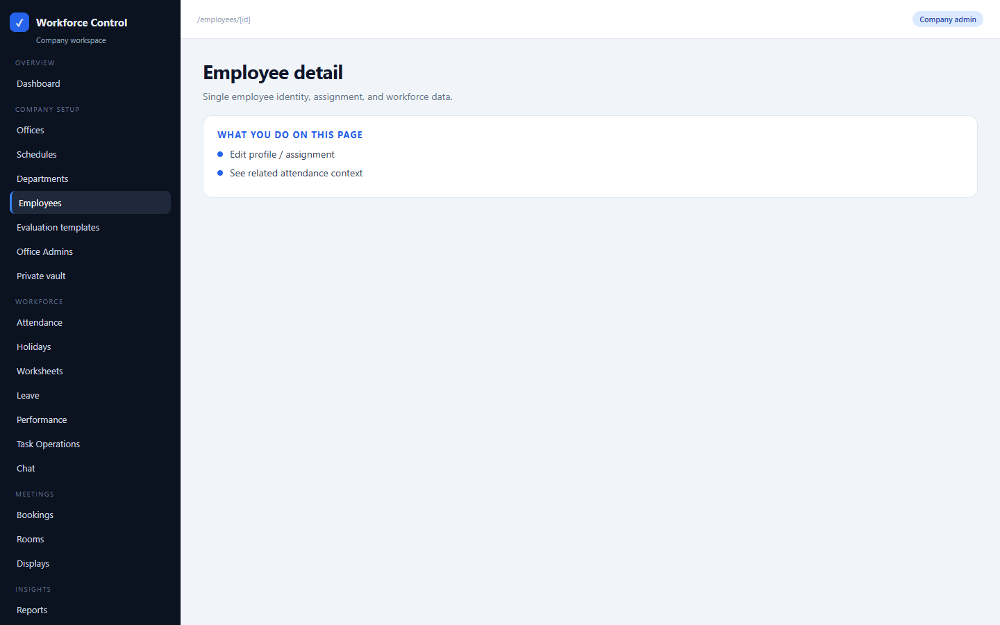 Workforce Control
Company workspace
OVERVIEW
Dashboard
COMPANY SETUP
Offices
Schedules
Departments
Employees
Evaluation templates
Office Admins
Private vault
WORKFORCE
Attendance
Holidays
Worksheets
Leave
Performance
Task Operations
Chat
MEETINGS
Bookings
Rooms
Displays
INSIGHTS
Reports
/employees/[id]
Company admin
Employee detail
Single employee identity, assignment, and workforce data.
WHAT YOU DO ON THIS PAGE
Edit profile / assignment
See related attendance context